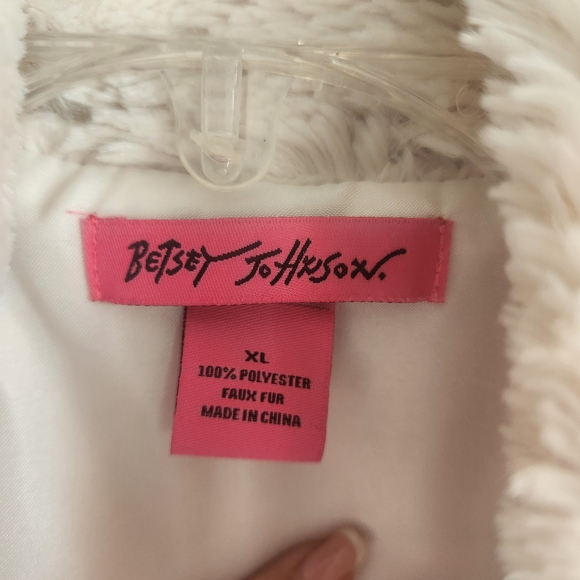 BETSEY JOHNSON.
XL
100% POLYESTER
FAUX FUR
MADE IN CHINA